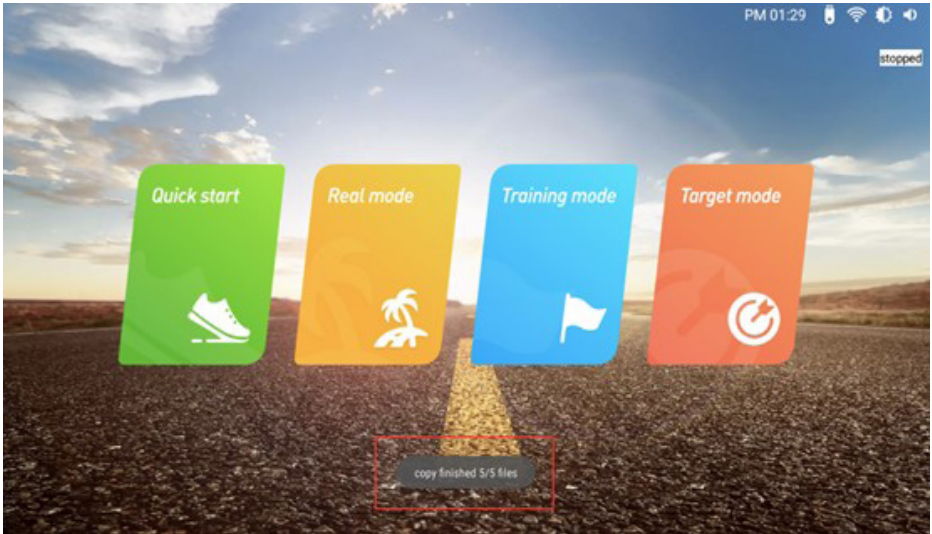 PM 01:29
stopped
Quick start
Real mode
Training mode
Target mode
copy finished 5/5 files